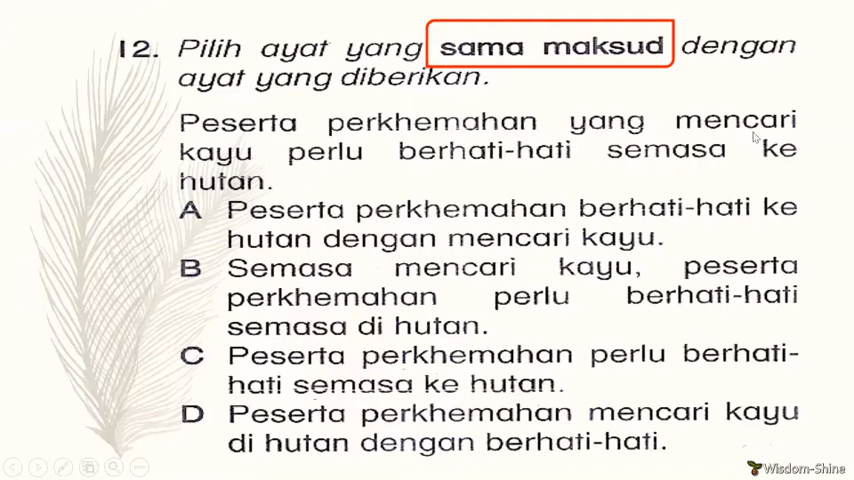 12. Pilih ayat yang sama maksud dengan
ayat yang diberikan.
Peserta perkhemahan yang mencari
kayu perlu berhati-hati semasa ke
hutan.
A Peserta perkhemahan berhati-hati ke
hutan dengan mencari kayu.
B Semasa mencari kayu, peserta
perkhemahan perlu berhati-hati
semasa di hutan.
C Peserta perkhemahan perlu berhati-
hati semasa ke hutan.
D Peserta perkhemahan mencari kayu
di hutan dengan berhati-hati.
Wisdom-Shine